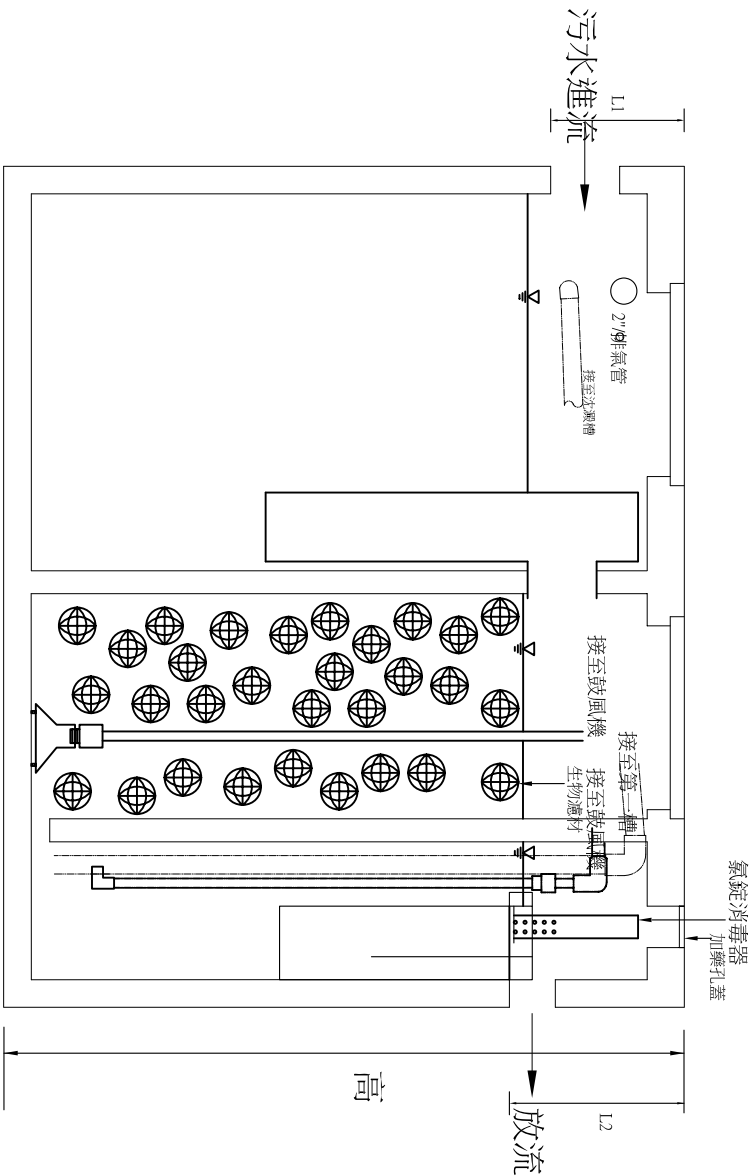 污水進流
L1
2"Φ排氣管
接至沈澱槽
接至鼓風機
接至第一槽
接至鼓風機
生物濾材
氯錠消毒器
加藥孔蓋
高
L2
放流